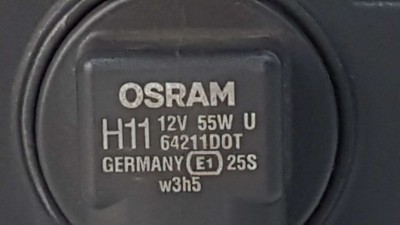 OSRAM
H11 12V 55W U
64211DOT
GERMANY E1 25S
w3h5